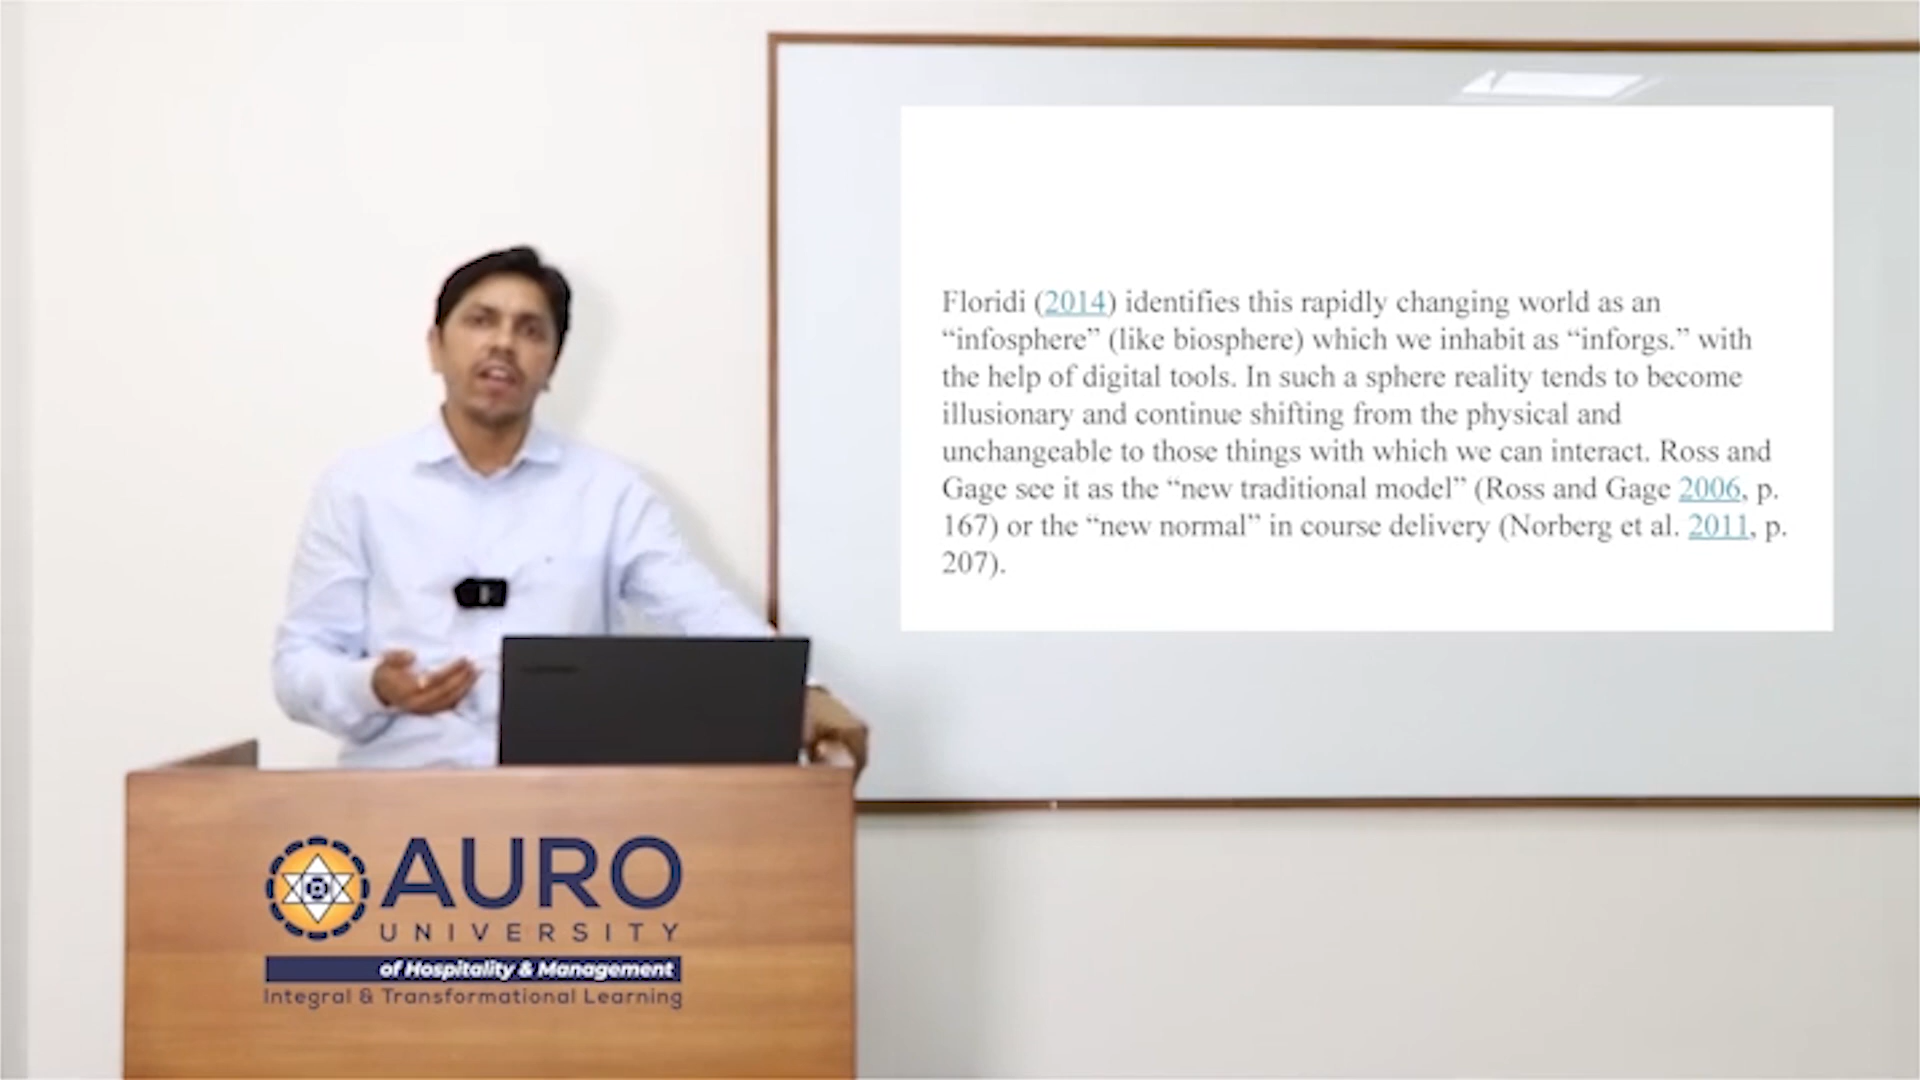 Floridi (2014) identifies this rapidly changing world as an
“infosphere” (like biosphere) which we inhabit as “inforgs.” with
the help of digital tools. In such a sphere reality tends to become
illusionary and continue shifting from the physical and
unchangeable to those things with which we can interact. Ross and
Gage see it as the “new traditional model” (Ross and Gage 2006, p.
167) or the “new normal” in course delivery (Norberg et al. 2011, p.
207).
AURO
UNIVERSITY
of Hospitality & Management
Integral & Transformational Learning